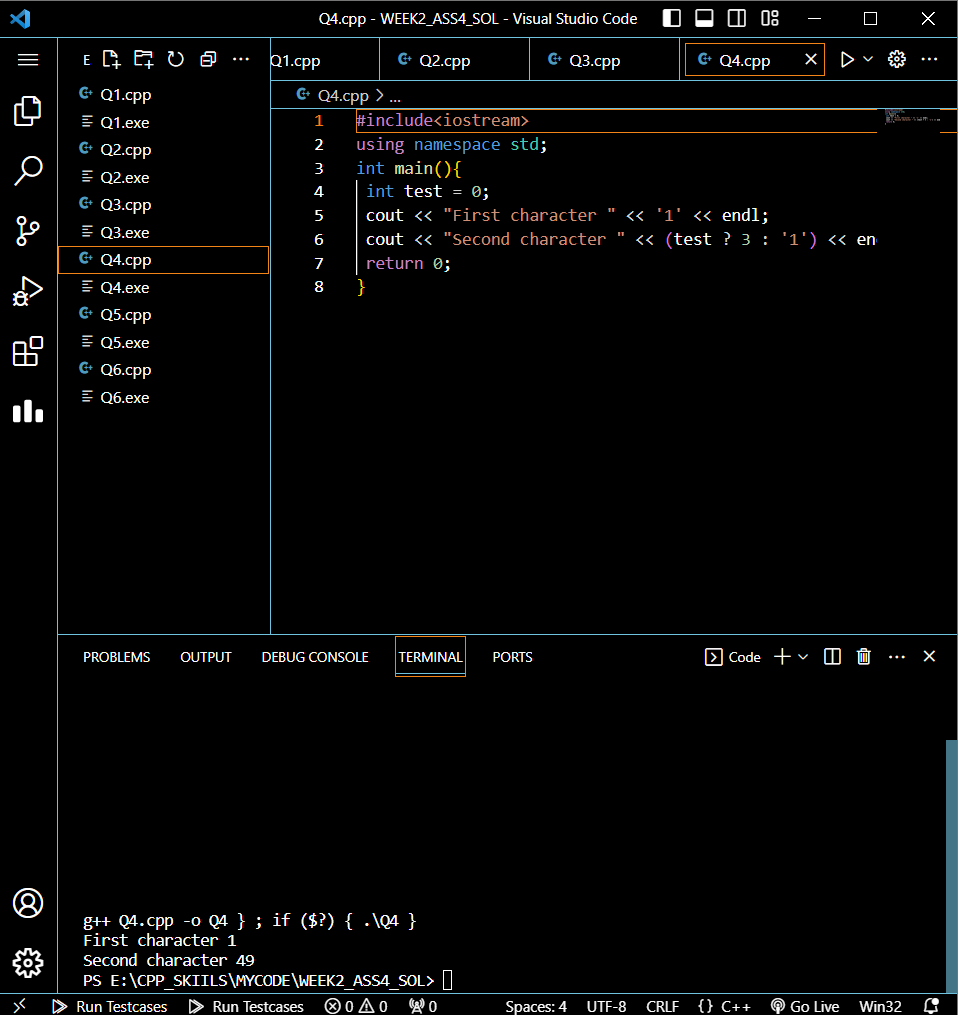 Q4.cpp - WEEK2_ASS4_SOL - Visual Studio Code
E
Q1.cpp
Q1.exe
Q2.cpp
Q2.exe
Q3.cpp
Q3.exe
Q4.cpp
Q4.exe
Q5.cpp
Q5.exe
Q6.cpp
Q6.exe
Q1.cpp Q2.cpp Q3.cpp Q4.cpp
Q4.cpp > ...
1 #include<iostream>
2 using namespace std;
3 int main(){
4 int test = 0;
5 cout << "First character " << '1' << endl;
6 cout << "Second character " << (test ? 3 : '1') << en
7 return 0;
8 }
PROBLEMS OUTPUT DEBUG CONSOLE TERMINAL PORTS Code
g++ Q4.cpp -o Q4 } ; if ($?) { .\Q4 }
First character 1
Second character 49
PS E:\CPP_SKIILS\MYCODE\WEEK2_ASS4_SOL>
Run Testcases Run Testcases 0 0 0 Spaces: 4 UTF-8 CRLF {} C++ Go Live Win32